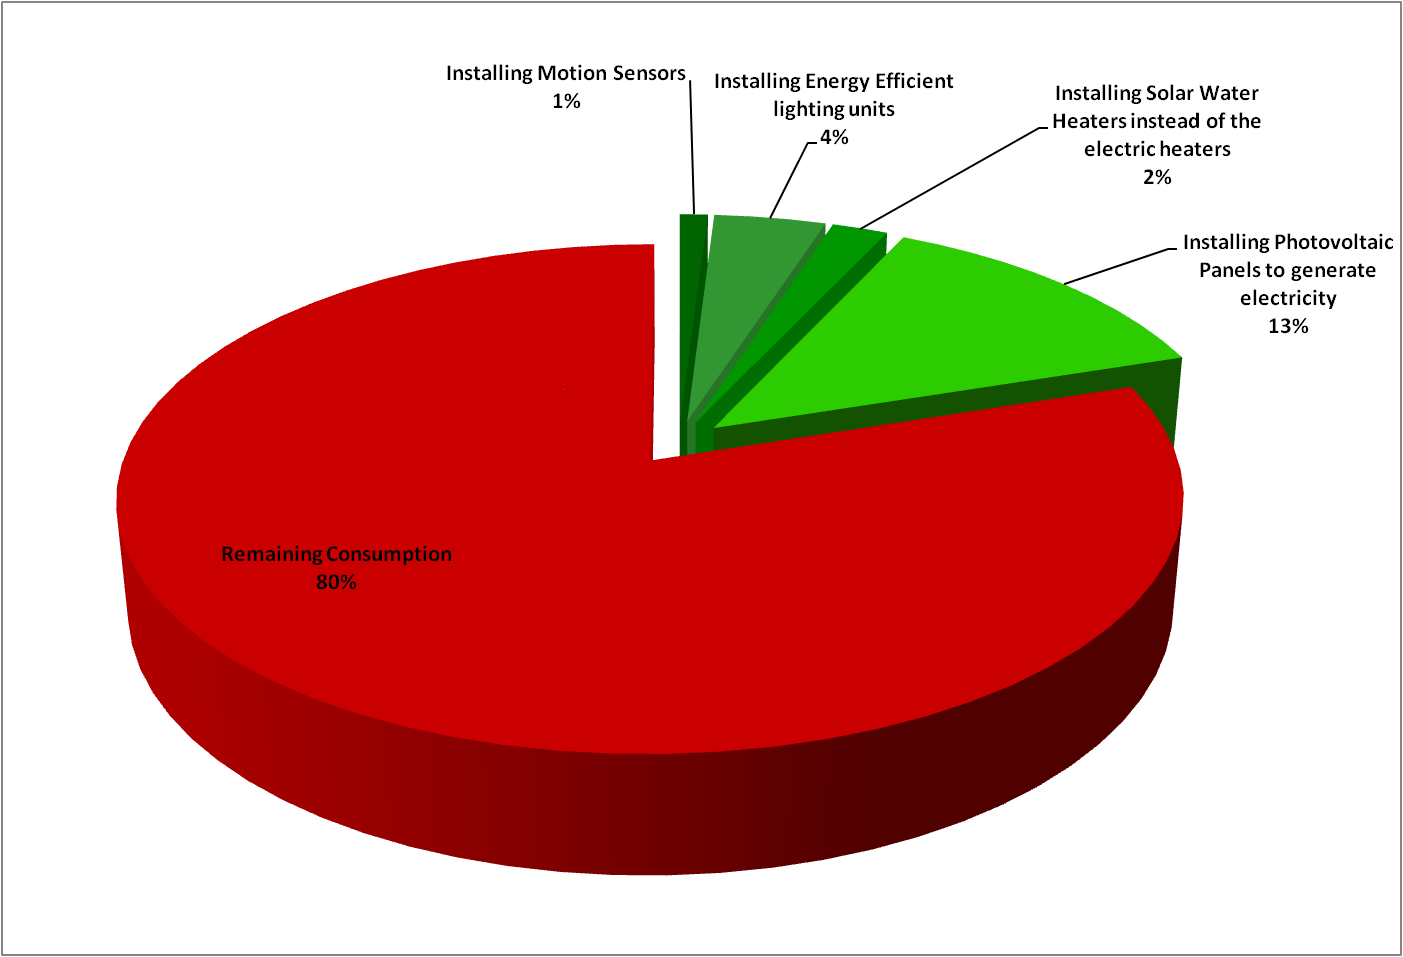 Installing Motion Sensors
1%
Installing Energy Efficient
lighting units
4%
Installing Solar Water
Heaters instead of the
electric heaters
2%
Installing Photovoltaic
Panels to generate
electricity
13%
Remaining Consumption
80%